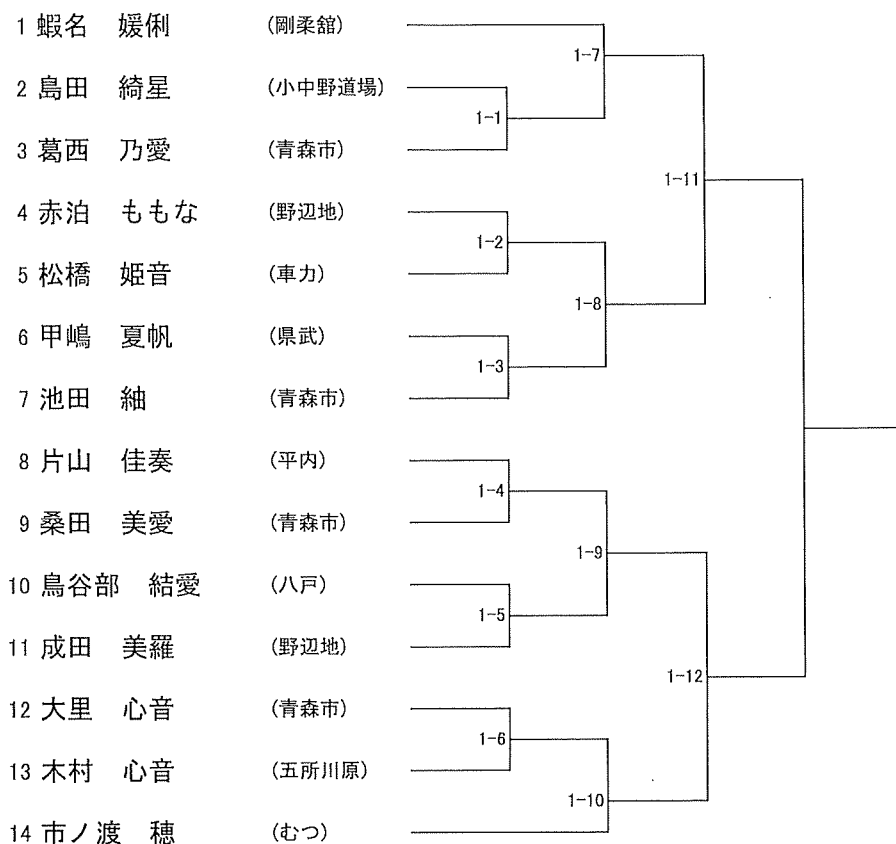 1 蝦名　媛俐 (剛柔舘)
1-7
2 島田　綺星 (小中野道場)
1-1
3 葛西　乃愛 (青森市)
1-11
4 赤泊　ももな (野辺地)
1-2
5 松橋　姫音 (車力)
1-8
6 甲嶋　夏帆 (県武)
1-3
7 池田　紬 (青森市)
8 片山　佳奏 (平内)
1-4
9 桑田　美愛 (青森市)
1-9
10 鳥谷部　結愛 (八戸)
1-5
11 成田　美羅 (野辺地)
1-12
12 大里　心音 (青森市)
1-6
13 木村　心音 (五所川原)
1-10
14 市ノ渡　穂 (むつ)